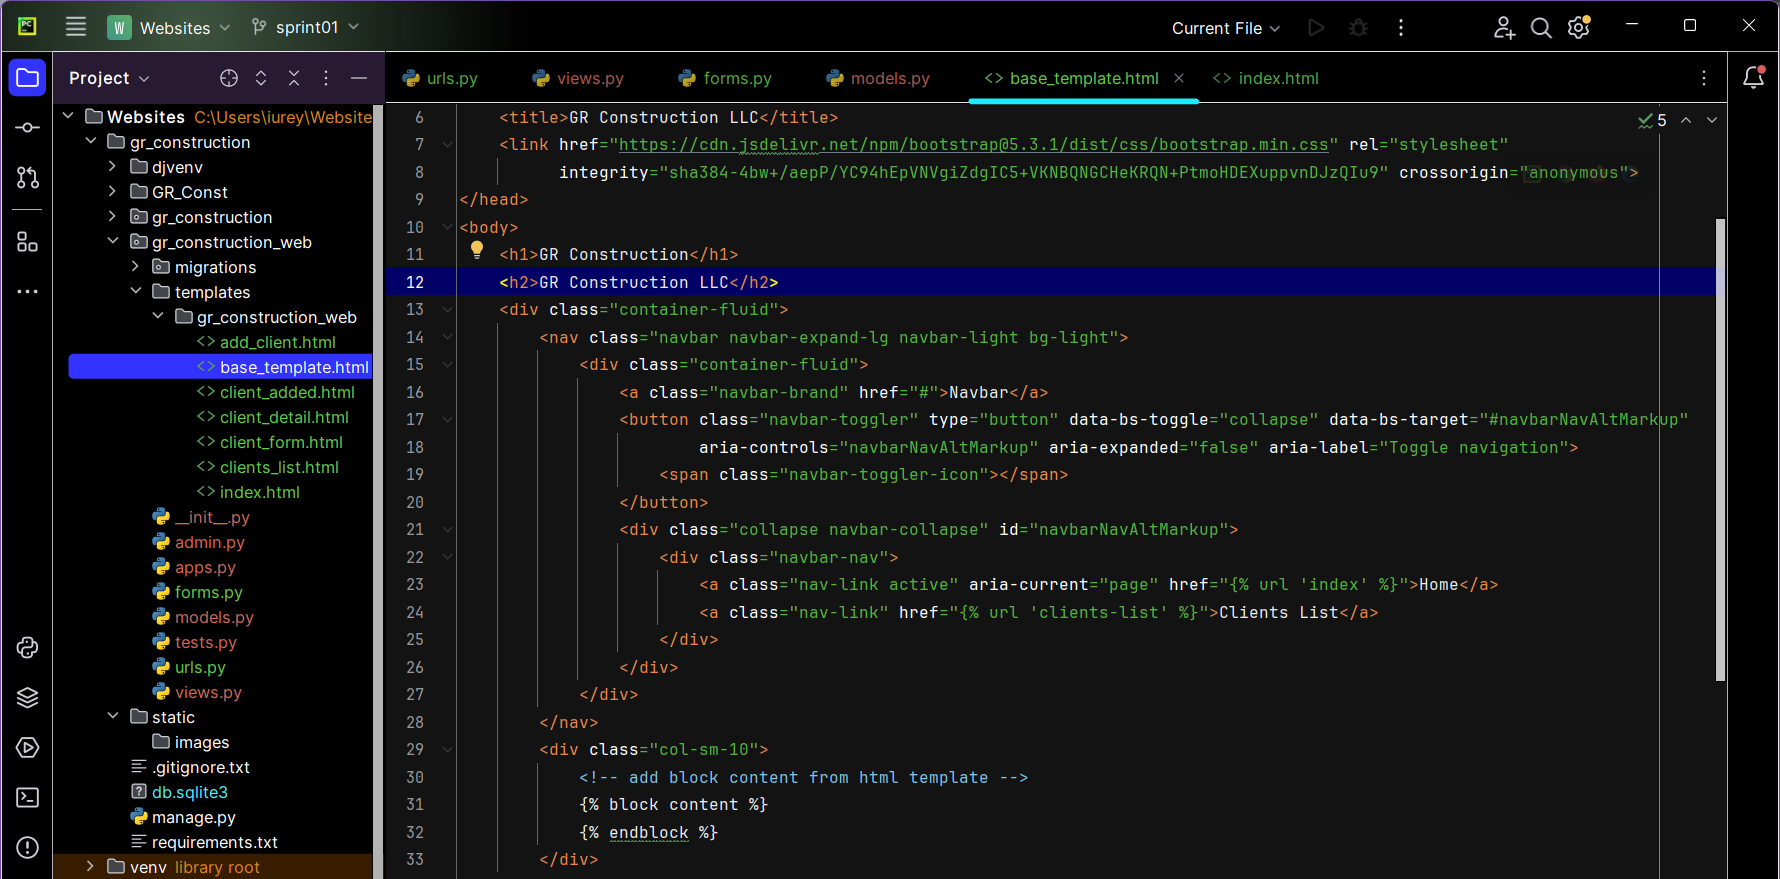 PC
W Websites sprint01 Current File
Project
urls.py views.py forms.py models.py <> base_template.html <> index.html
Websites C:\Users\iurey\Website
gr_construction
djvenv
GR_Const
gr_construction
gr_construction_web
migrations
templates
gr_construction_web
<> add_client.html
<> base_template.html
<> client_added.html
<> client_detail.html
<> client_form.html
<> clients_list.html
<> index.html
__init__.py
admin.py
apps.py
forms.py
models.py
tests.py
urls.py
views.py
static
images
.gitignore.txt
db.sqlite3
manage.py
requirements.txt
venv library root
5
6 <title>GR Construction LLC</title>
7 <link href="https://cdn.jsdelivr.net/npm/bootstrap@5.3.1/dist/css/bootstrap.min.css" rel="stylesheet"
8 integrity="sha384-4bw+/aepP/YC94hEpVNVgiZdgIC5+VKNBQNGCHeKRQN+PtmoHDEXuppvnDJzQIu9" crossorigin="anonymous">
9 </head>
10 <body>
11 <h1>GR Construction</h1>
12 <h2>GR Construction LLC</h2>
13 <div class="container-fluid">
14 <nav class="navbar navbar-expand-lg navbar-light bg-light">
15 <div class="container-fluid">
16 <a class="navbar-brand" href="#">Navbar</a>
17 <button class="navbar-toggler" type="button" data-bs-toggle="collapse" data-bs-target="#navbarNavAltMarkup"
18 aria-controls="navbarNavAltMarkup" aria-expanded="false" aria-label="Toggle navigation">
19 <span class="navbar-toggler-icon"></span>
20 </button>
21 <div class="collapse navbar-collapse" id="navbarNavAltMarkup">
22 <div class="navbar-nav">
23 <a class="nav-link active" aria-current="page" href="{% url 'index' %}">Home</a>
24 <a class="nav-link" href="{% url 'clients-list' %}">Clients List</a>
25 </div>
26 </div>
27 </div>
28 </nav>
29 <div class="col-sm-10">
30 <!-- add block content from html template -->
31 {% block content %}
32 {% endblock %}
33 </div>